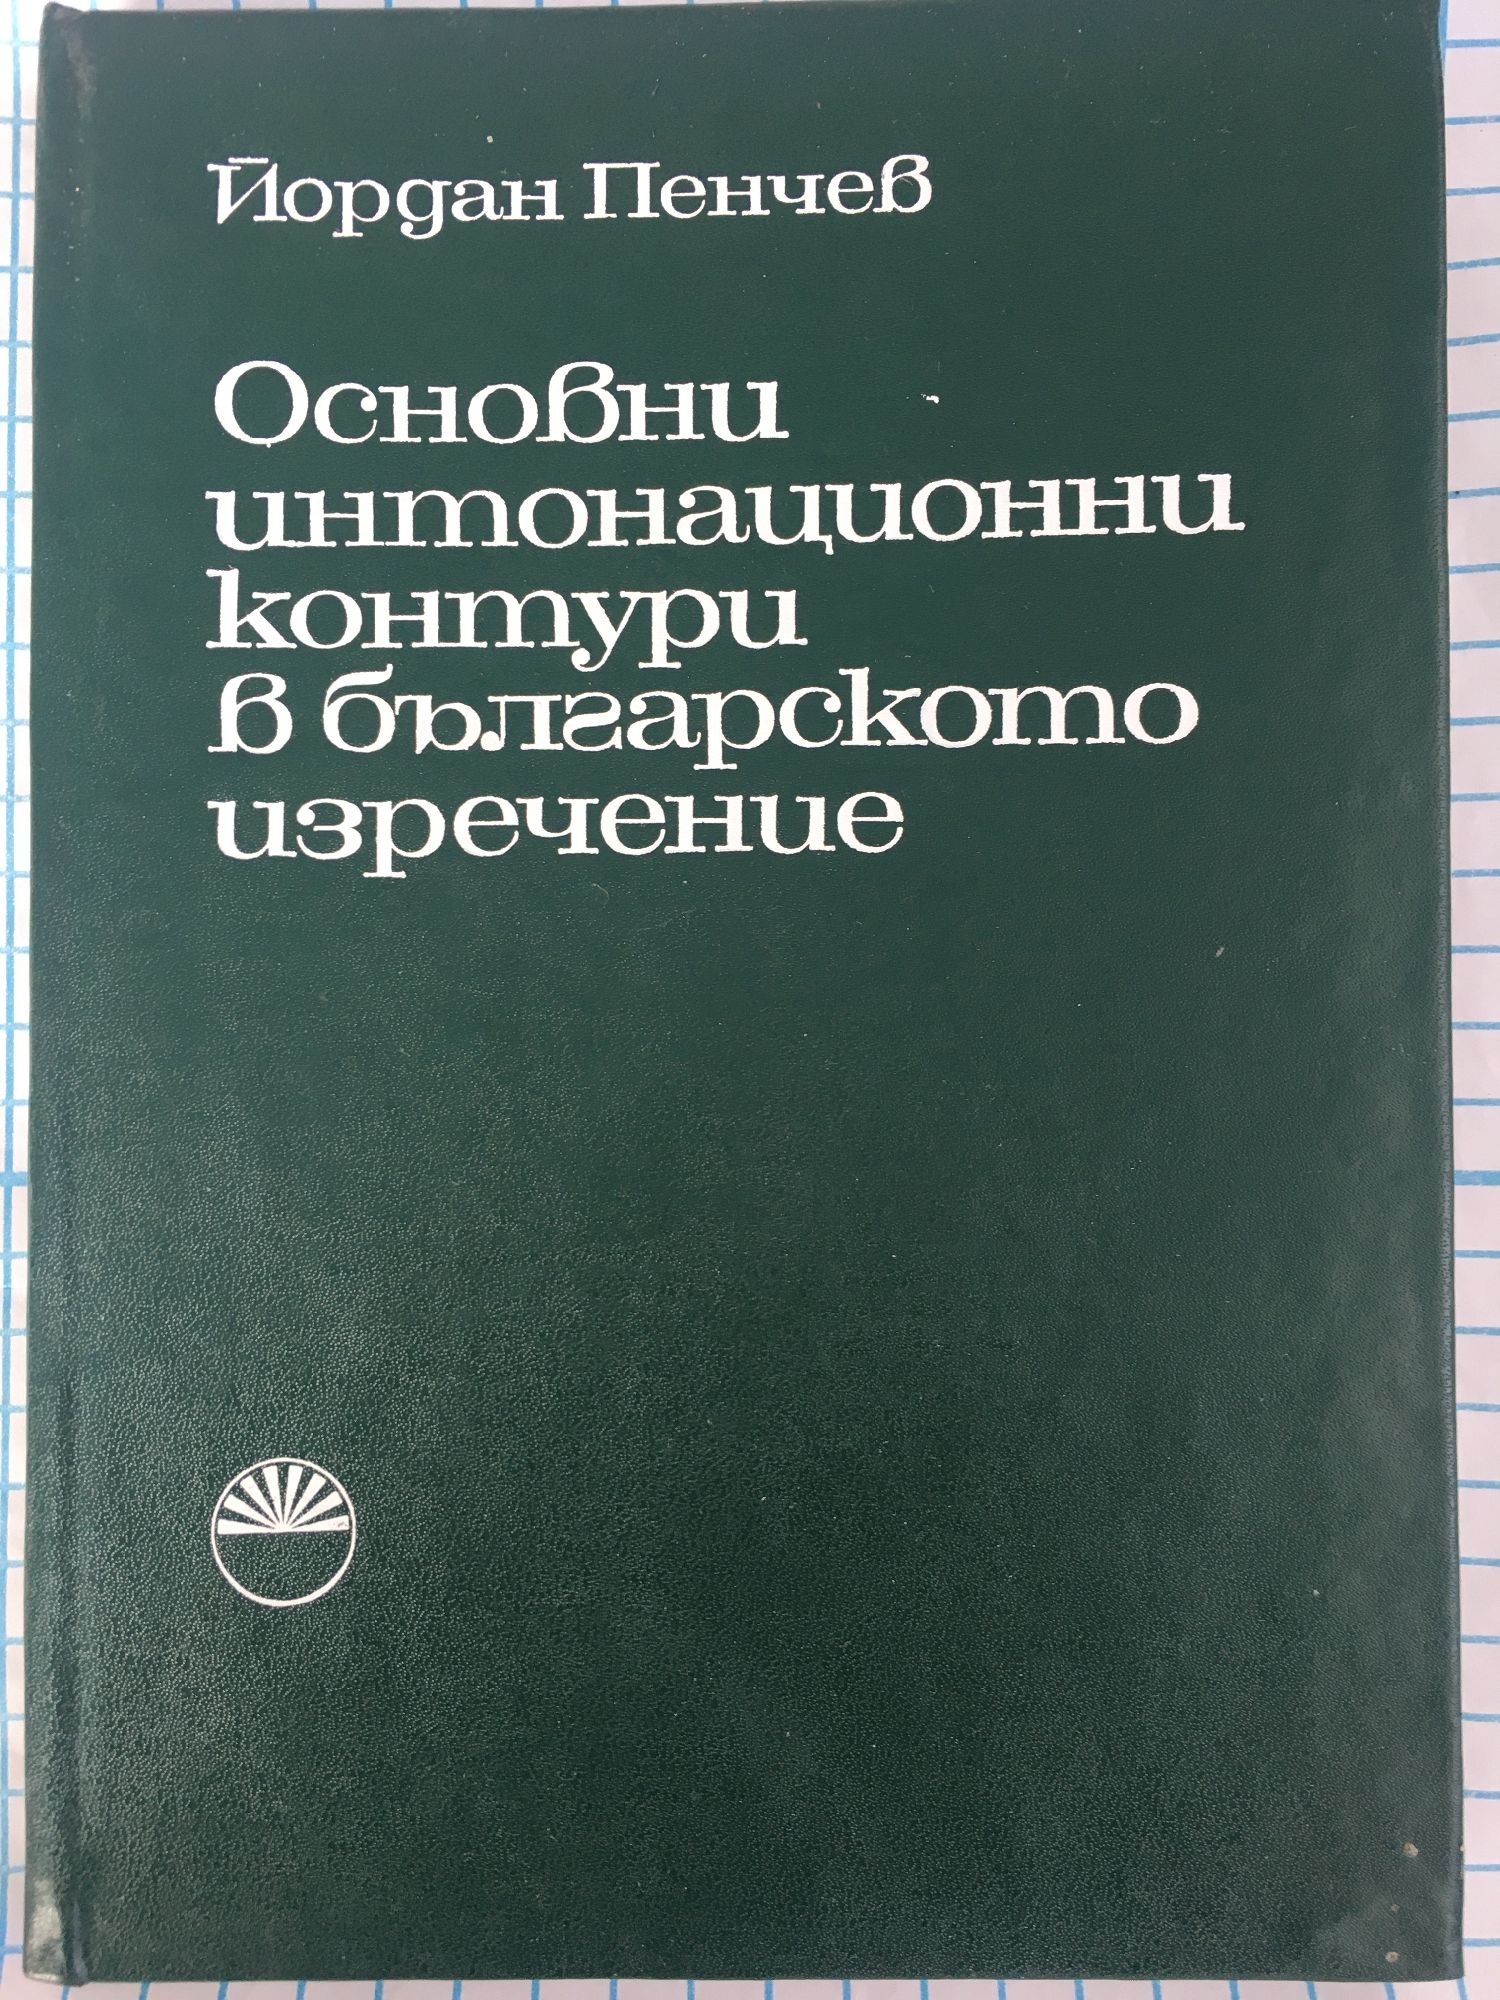 Йордан Пенчев
Основни
интонационни
контури
в българското
изречение